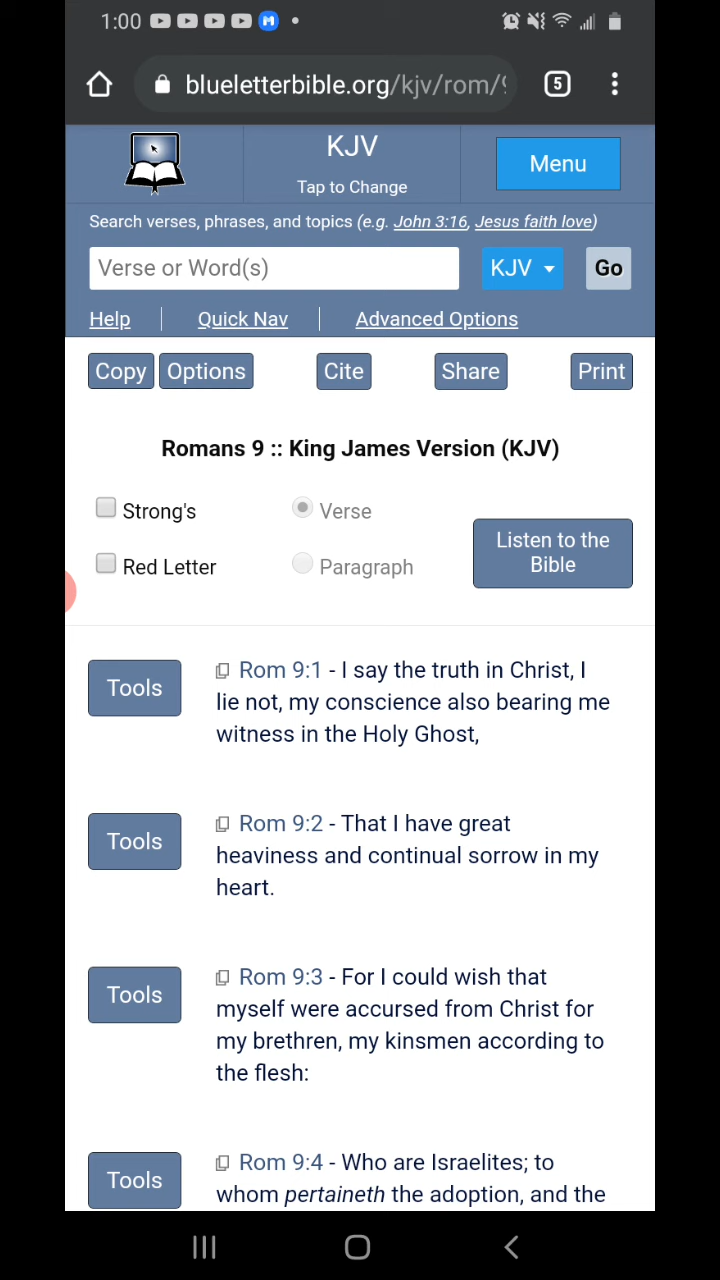 1:00
blueletterbible.org/kjv/rom/9
5
KJV
Tap to Change
Menu
Search verses, phrases, and topics (e.g. John 3:16, Jesus faith love)
Verse or Word(s)
KJV
Go
Help
Quick Nav
Advanced Options
Copy
Options
Cite
Share
Print
Romans 9 :: King James Version (KJV)
Strong's
Verse
Red Letter
Paragraph
Listen to the
Bible
Tools
Rom 9:1 - I say the truth in Christ, I
lie not, my conscience also bearing me
witness in the Holy Ghost,
Tools
Rom 9:2 - That I have great
heaviness and continual sorrow in my
heart.
Tools
Rom 9:3 - For I could wish that
myself were accursed from Christ for
my brethren, my kinsmen according to
the flesh:
Tools
Rom 9:4 - Who are Israelites; to
whom pertaineth the adoption, and the